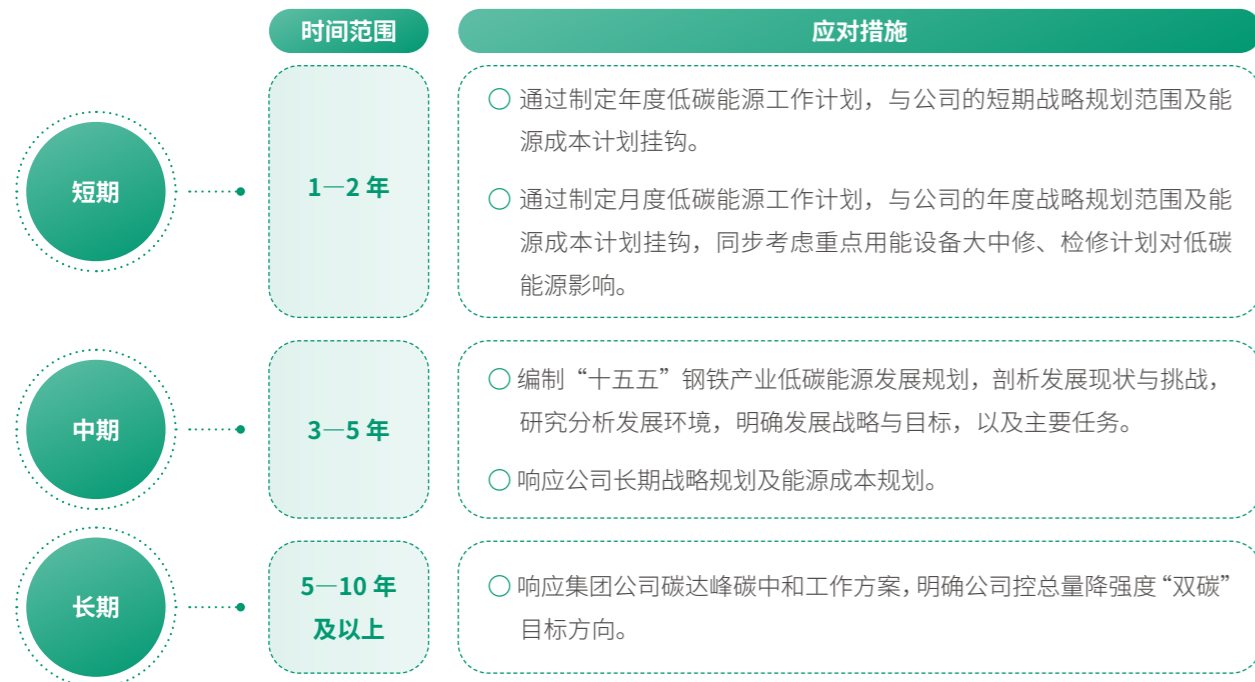 时间范围
应对措施
短期
1—2 年
○ 通过制定年度低碳能源工作计划，与公司的短期战略规划范围及能
源成本计划挂钩。
○ 通过制定月度低碳能源工作计划，与公司的年度战略规划范围及能
源成本计划挂钩，同步考虑重点用能设备大中修、检修计划对低碳
能源影响。
中期
3—5 年
○ 编制“十五五”钢铁产业低碳能源发展规划，剖析发展现状与挑战，
研究分析发展环境，明确发展战略与目标，以及主要任务。
○ 响应公司长期战略规划及能源成本规划。
长期
5—10 年
及以上
○ 响应集团公司碳达峰碳中和工作方案，明确公司控总量降强度“双碳”
目标方向。